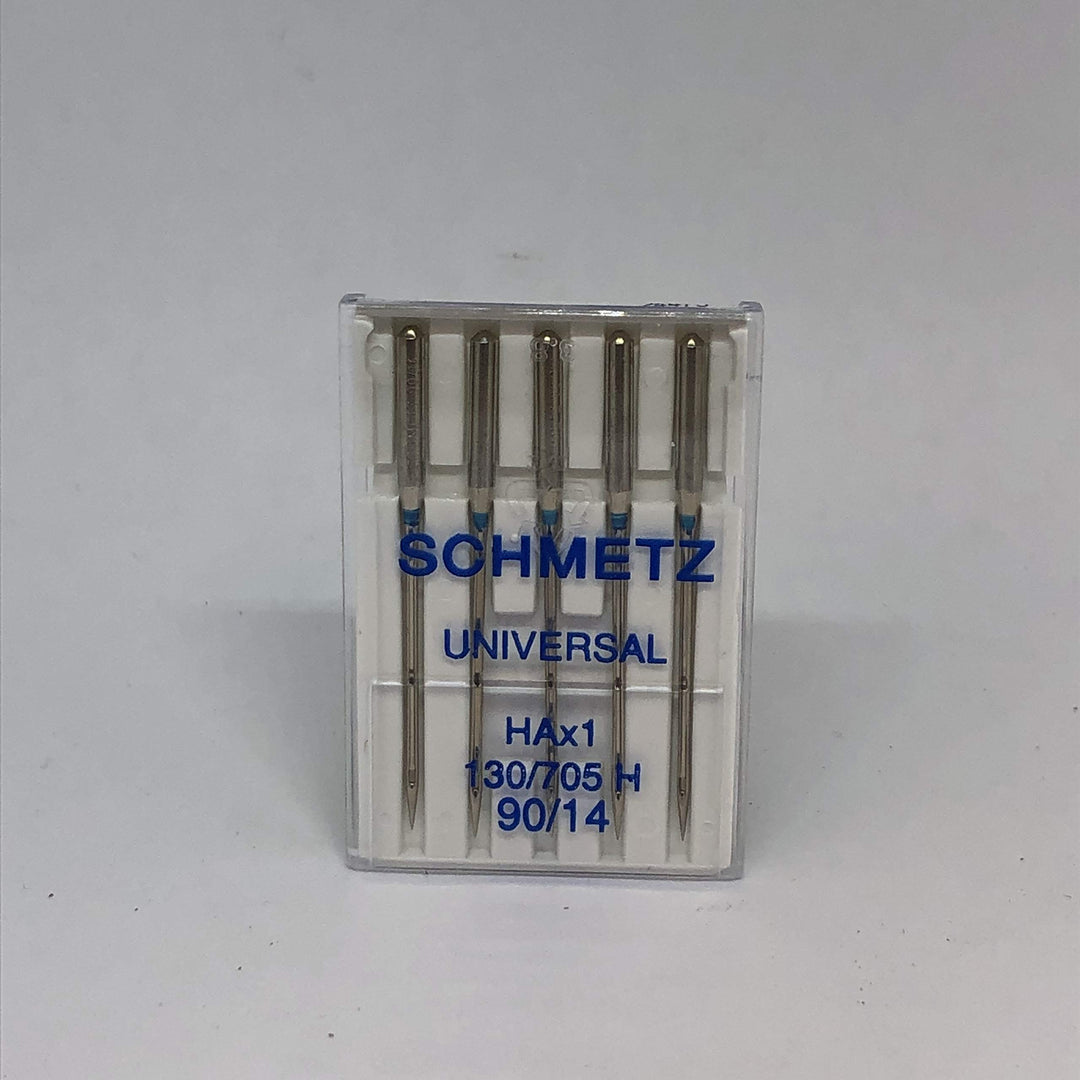 SCHMETZ
UNIVERSAL
HAx1
130/705 H
90/14